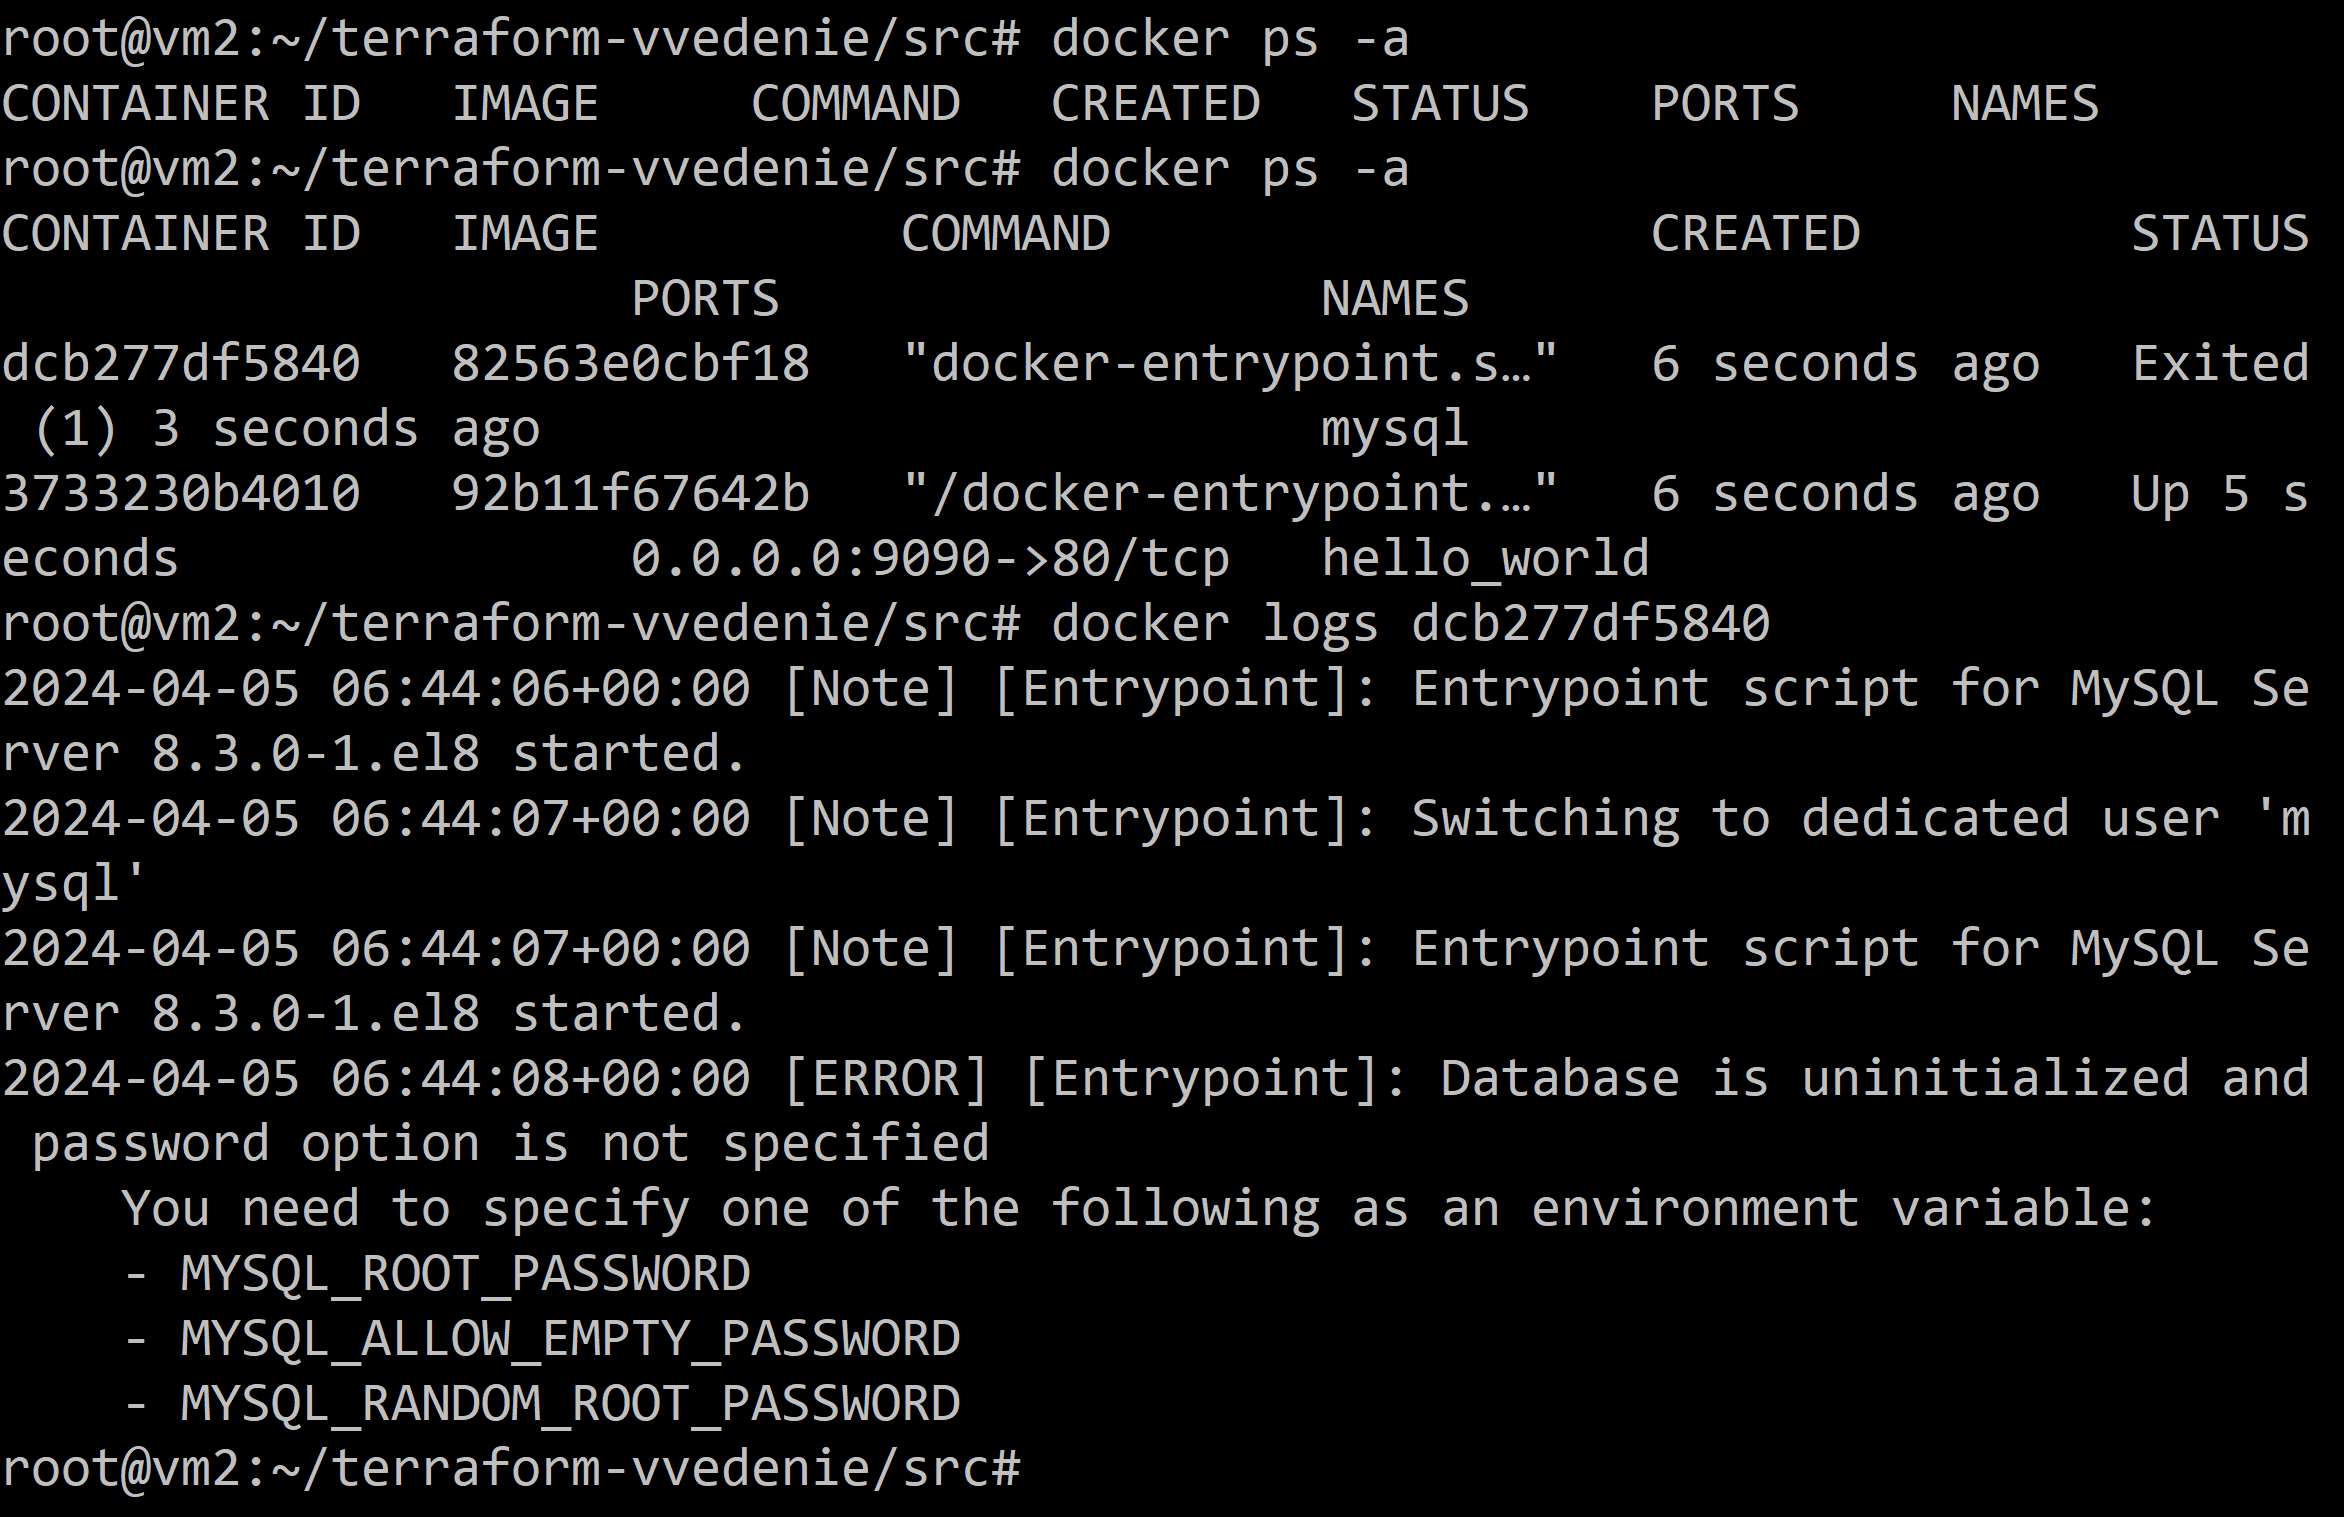 root@vm2:~/terraform-vvedenie/src# docker ps -a
CONTAINER ID   IMAGE     COMMAND   CREATED   STATUS    PORTS     NAMES
root@vm2:~/terraform-vvedenie/src# docker ps -a
CONTAINER ID   IMAGE          COMMAND                  CREATED         STATUS
                     PORTS                  NAMES
dcb277df5840   82563e0cbf18   "docker-entrypoint.s…"   6 seconds ago   Exited
 (1) 3 seconds ago                          mysql
3733230b4010   92b11f67642b   "/docker-entrypoint.…"   6 seconds ago   Up 5 s
econds               0.0.0.0:9090->80/tcp   hello_world
root@vm2:~/terraform-vvedenie/src# docker logs dcb277df5840
2024-04-05 06:44:06+00:00 [Note] [Entrypoint]: Entrypoint script for MySQL Se
rver 8.3.0-1.el8 started.
2024-04-05 06:44:07+00:00 [Note] [Entrypoint]: Switching to dedicated user 'm
ysql'
2024-04-05 06:44:07+00:00 [Note] [Entrypoint]: Entrypoint script for MySQL Se
rver 8.3.0-1.el8 started.
2024-04-05 06:44:08+00:00 [ERROR] [Entrypoint]: Database is uninitialized and
 password option is not specified
    You need to specify one of the following as an environment variable:
    - MYSQL_ROOT_PASSWORD
    - MYSQL_ALLOW_EMPTY_PASSWORD
    - MYSQL_RANDOM_ROOT_PASSWORD
root@vm2:~/terraform-vvedenie/src#